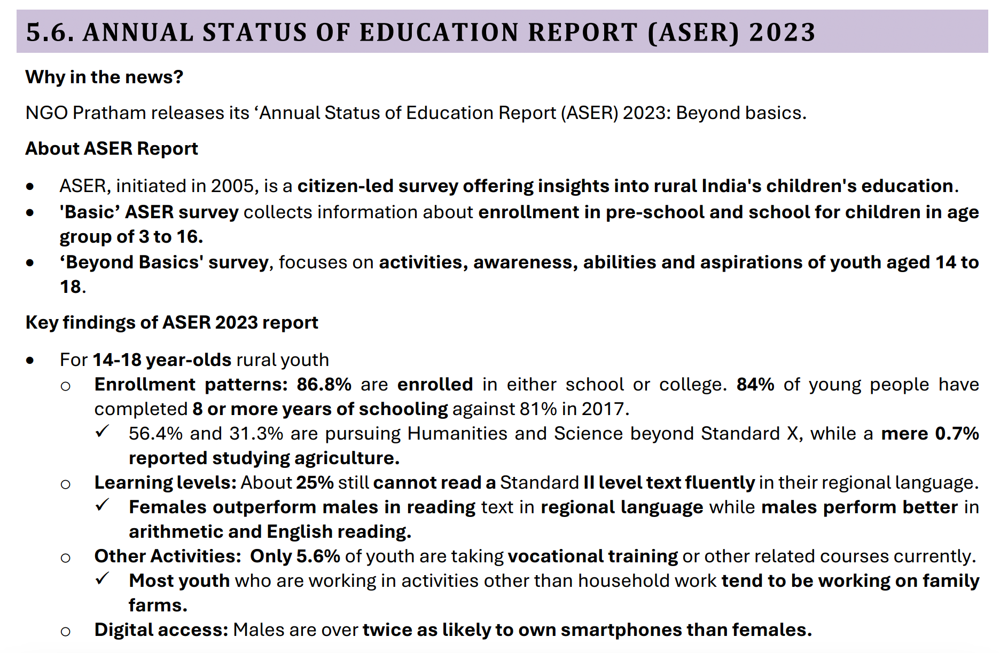 5.6. ANNUAL STATUS OF EDUCATION REPORT (ASER) 2023
Why in the news?
NGO Pratham releases its ‘Annual Status of Education Report (ASER) 2023: Beyond basics.
About ASER Report
• ASER, initiated in 2005, is a citizen-led survey offering insights into rural India's children's education.
• 'Basic’ ASER survey collects information about enrollment in pre-school and school for children in age
group of 3 to 16.
• ‘Beyond Basics' survey, focuses on activities, awareness, abilities and aspirations of youth aged 14 to
18.
Key findings of ASER 2023 report
• For 14-18 year-olds rural youth
o Enrollment patterns: 86.8% are enrolled in either school or college. 84% of young people have
completed 8 or more years of schooling against 81% in 2017.
✓ 56.4% and 31.3% are pursuing Humanities and Science beyond Standard X, while a mere 0.7%
reported studying agriculture.
o Learning levels: About 25% still cannot read a Standard II level text fluently in their regional language.
✓ Females outperform males in reading text in regional language while males perform better in
arithmetic and English reading.
o Other Activities: Only 5.6% of youth are taking vocational training or other related courses currently.
✓ Most youth who are working in activities other than household work tend to be working on family
farms.
o Digital access: Males are over twice as likely to own smartphones than females.